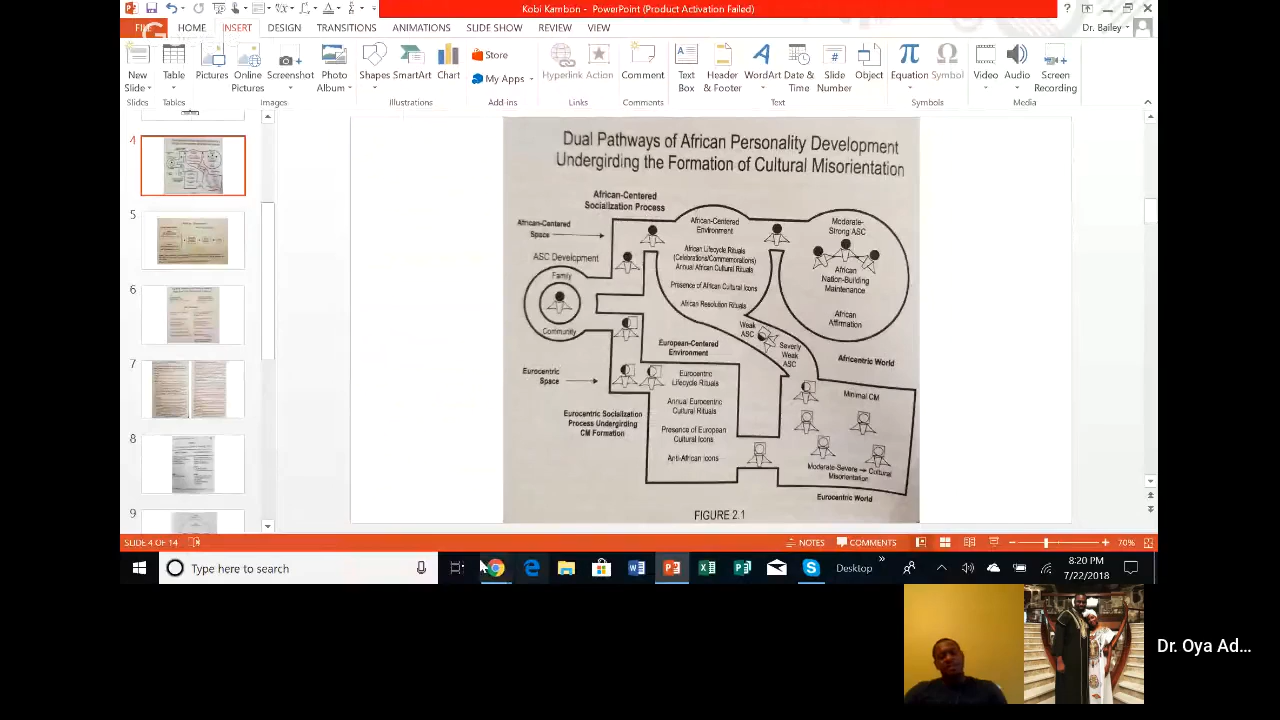 Kobi Kambon - PowerPoint (Product Activation Failed)
FILE HOME INSERT DESIGN TRANSITIONS ANIMATIONS SLIDE SHOW REVIEW VIEW
Dr. Bailey
New Slide
Table
Pictures
Online Pictures
Screenshot
Photo Album
Shapes
SmartArt
Chart
Store
My Apps
Hyperlink
Action
Comment
Text Box
Header & Footer
WordArt
Date & Time
Slide Number
Object
Equation
Symbol
Video
Audio
Screen Recording
Slides
Tables
Images
Illustrations
Add-ins
Links
Comments
Text
Symbols
Media
4
5
6
7
8
9
Dual Pathways of African Personality Development
Undergirding the Formation of Cultural Misorientation
African-Centered
Socialization Process
African-Centered
Space
ASC Development
Family
Community
African-Centered
Environment
African Lifecycle Rituals
(Celebrations/Commemorations)
Annual African Cultural Rituals
Presence of African Cultural Icons
African Resolution Rituals
Moderate-
Strong ASC
African
Nation-Building
Maintenance
African
Affirmation
Weak
ASC
Severly
Weak
ASC
Africentric World
European-Centered
Environment
Eurocentric
Space
Eurocentric
Lifecycle Rituals
Annual Eurocentric
Cultural Rituals
Presence of European
Cultural Icons
Anti-African Icons
Eurocentric Socialization
Process Undergirding
CM Formation
Minimal CM
Moderate-Severe → Cultural
Misorientation
Eurocentric World
FIGURE 2.1
SLIDE 4 OF 14
NOTES
COMMENTS
70%
Type here to search
Desktop
8:20 PM
7/22/2018
Dr. Oya Ad...